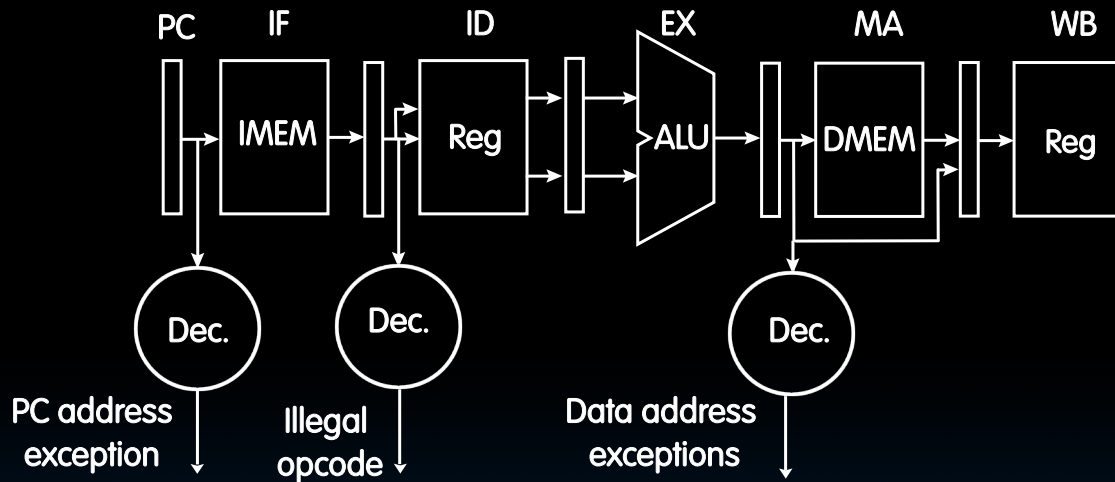 PC
IF
ID
EX
MA
WB
IMEM
Reg
ALU
DMEM
Reg
Dec.
Dec.
Dec.
PC address
exception
Illegal
opcode
Data address
exceptions